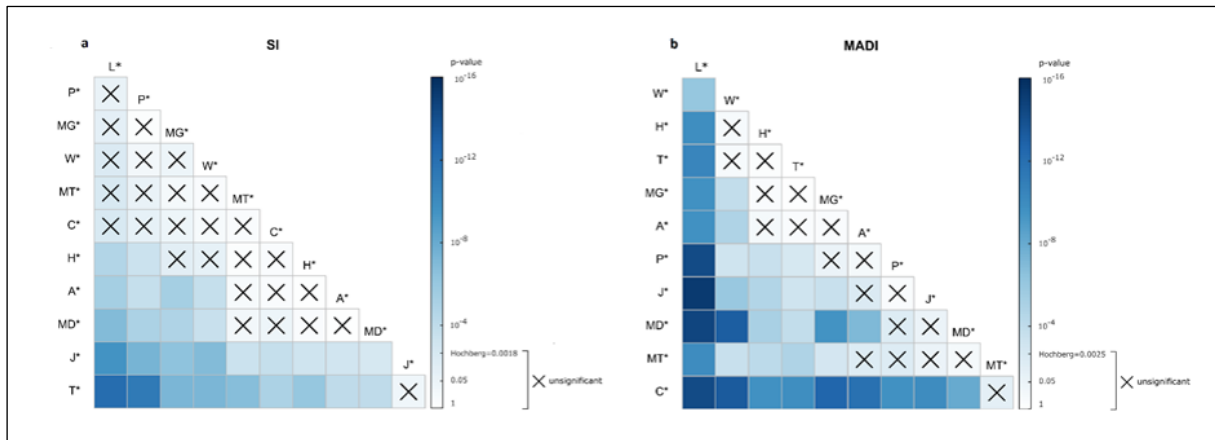 a SI
p-value
10-16
L*
P* P*
MG* MG*
10-12
W* W*
MT* MT*
C* C*
10-8
H* H*
A* A*
MD* MD*
10-4
J* J*
Hochberg=0.0018
T*
0.05
unsignificant
1
b MADI
p-value
10-16
L*
W* W*
H* H*
10-12
T* T*
MG* MG*
A* A*
10-8
P* P*
J* J*
MD* MD*
10-4
MT* MT*
Hochberg=0.0025
C*
0.05
unsignificant
1